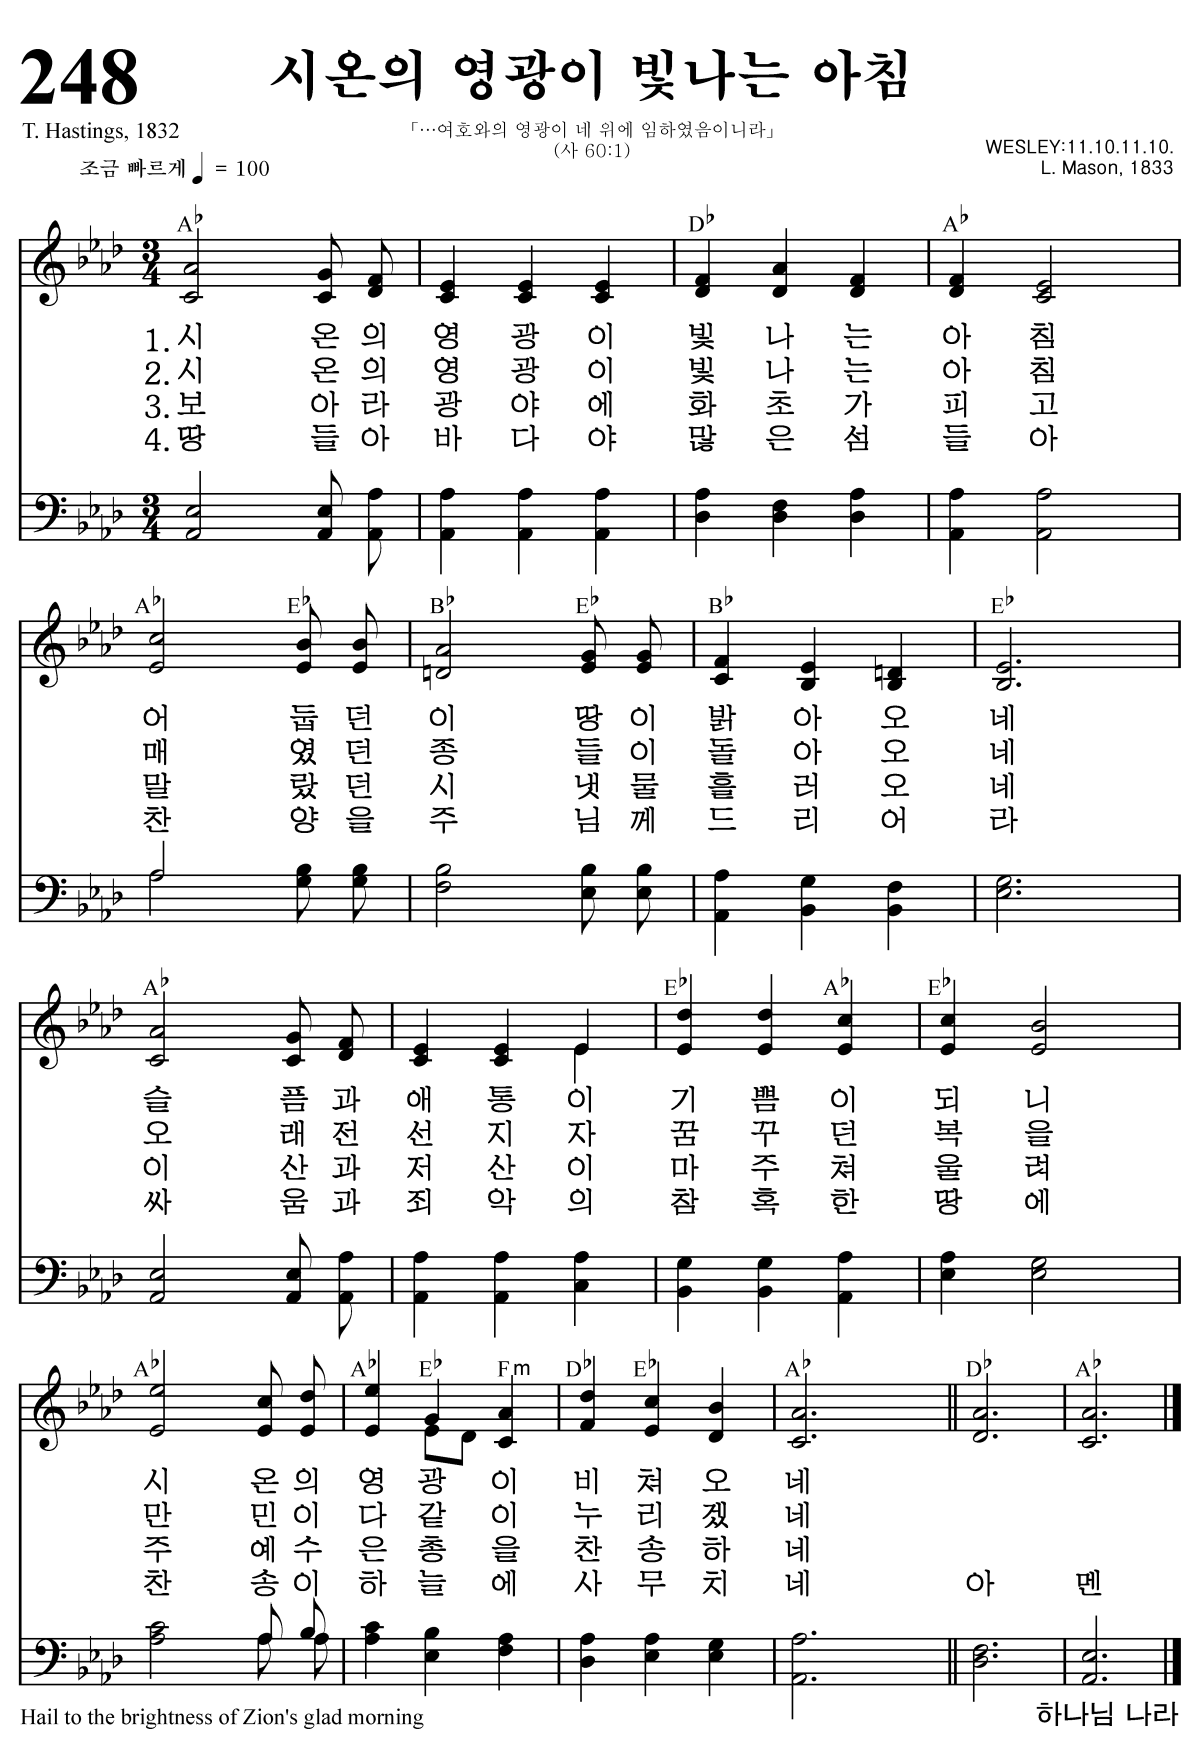 248 시온의 영광이 빛나는 아침
T. Hastings, 1832
「…여호와의 영광이 네 위에 임하였음이니라」
(사 60:1)
WESLEY:11.10.11.10.
L. Mason, 1833
조금 빠르게 ♩ = 100
A♭ D♭ A♭
3 4
1. 시 온 의 영 광 이 빛 나 는 아 침
2. 시 온 의 영 광 이 빛 나 는 아 침
3. 보 아 라 광 야 에 화 초 가 피 고
4. 땅 들 아 바 다 야 많 은 섬 들 아
3 4
A♭ E♭ B♭ E♭ B♭ E♭
어 둡 던 이 땅 이 밝 아 오 네
매 였 던 종 들 이 돌 아 오 네
말 랐 던 시 냇 물 흘 러 오 네
찬 양 을 주 님 께 드 리 어 라
A♭ E♭ A♭ E♭
슬 픔 과 애 통 이 기 쁨 이 되 니
오 래 전 선 지 자 꿈 꾸 던 복 을
이 산 과 저 산 이 마 주 쳐 울 려
싸 움 과 죄 악 의 참 혹 한 땅 에
A♭ A♭ E♭ Fm D♭ E♭ A♭ D♭ A♭
시 온 의 영 광 이 비 쳐 오 네
만 민 이 다 같 이 누 리 겠 네
주 예 수 은 총 을 찬 송 하 네
찬 송 이 하 늘 에 사 무 치 네 아 멘
Hail to the brightness of Zion's glad morning
하나님 나라